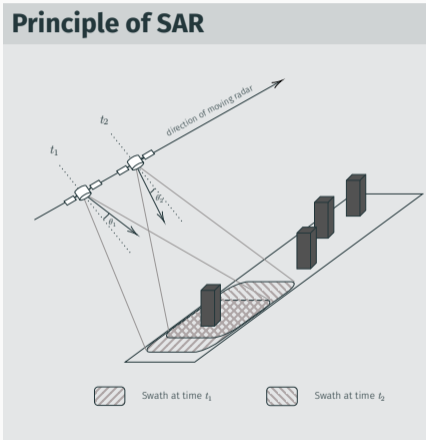 Principle of SAR
direction of moving radar
t₂
t₁
θ₁
θ₂
Swath at time t₁
Swath at time t₂